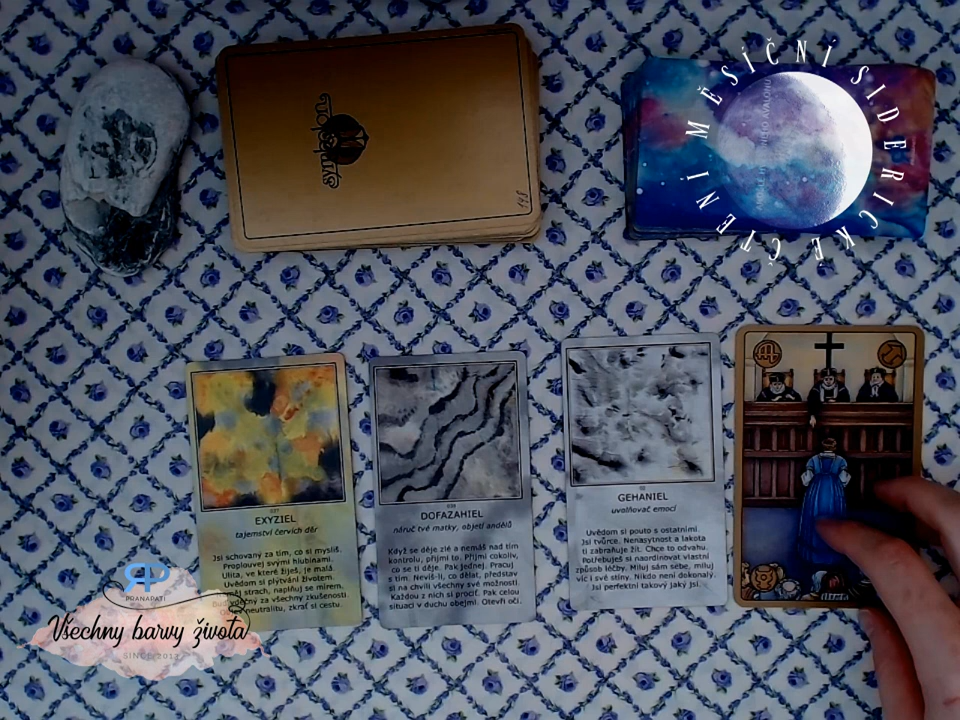 symbolon
MĚSÍČNÍ SIDERICKÉ ČTENÍ
EXYZIEL
tajemství červích děr
Jsi schovaný za tím, co si myslíš.
Proplouvej svými hlubinami.
Ulita, ve které žiješ, je malá.
Uvědom si plýtvání životem.
strach, naplňuj se mírem.
za všechny zkušenosti.
neutralitu, zkrať si cestu.
DOFAZAHIEL
náruč tvé matky, objetí andělů
Když se děje zlé a nemáš nad tím
kontrolu, přijmi to. Přijmi cokoliv,
co se ti děje. Pak jednej. Pracuj
s tím. Nevíš-li, co dělat, představ
si na chvíli všechny své možnosti.
Každou z nich si prociť. Pak celou
situaci v duchu obejmi. Otevři oči.
GEHANIEL
uvolňovač emocí
Uvědom si pouto s ostatními.
Jsi tvůrce. Nenasytnost a lakota
ti zabraňuje žít. Chce to odvahu.
Potřebuješ si naordinovat vlastní
způsob léčby. Miluj sám sebe, miluj
víc i své stíny. Nikdo není dokonalý.
Jsi perfektní takový jaký jsi.
RP
PRANAPATI
Všechny barvy života
SINCE 2012